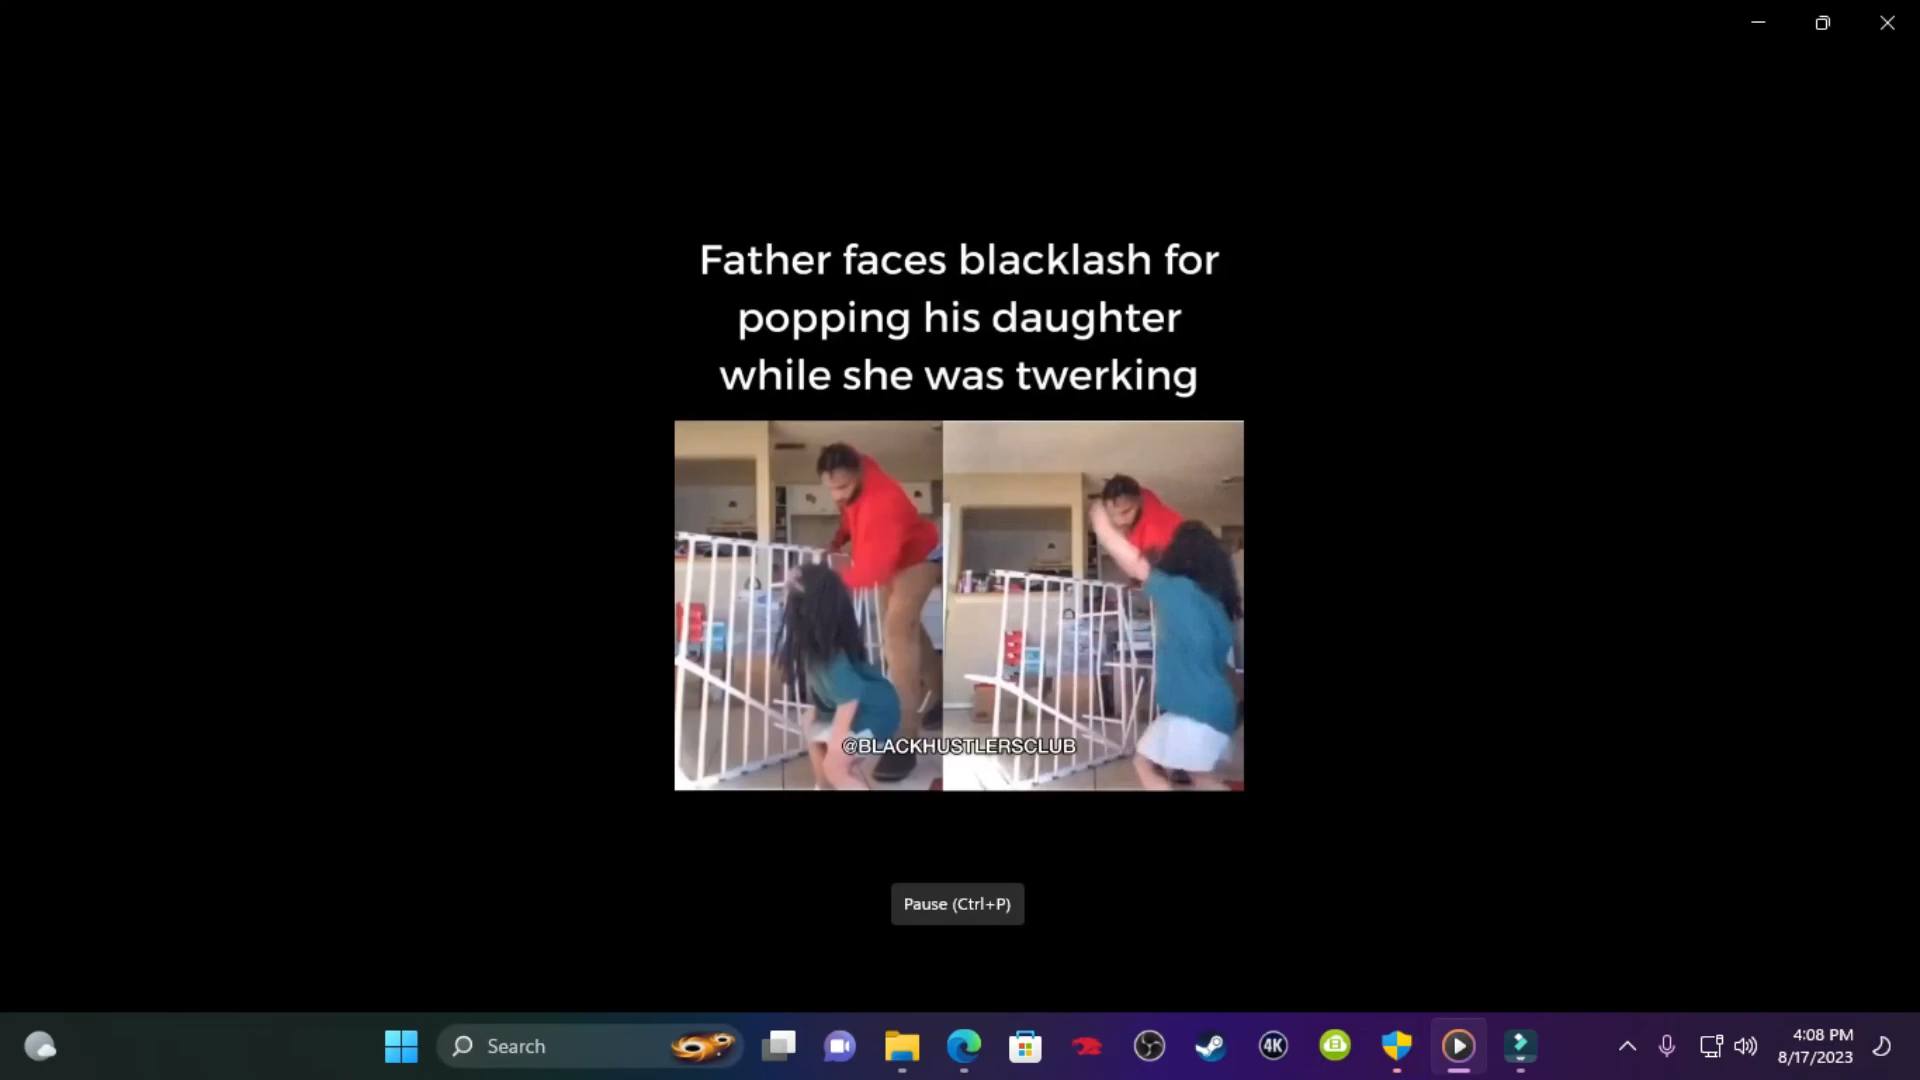 Father faces blacklash for
popping his daughter
while she was twerking
@BLACKHUSTLERSCLUB
Pause (Ctrl+P)
Search
4K
4:08 PM
8/17/2023